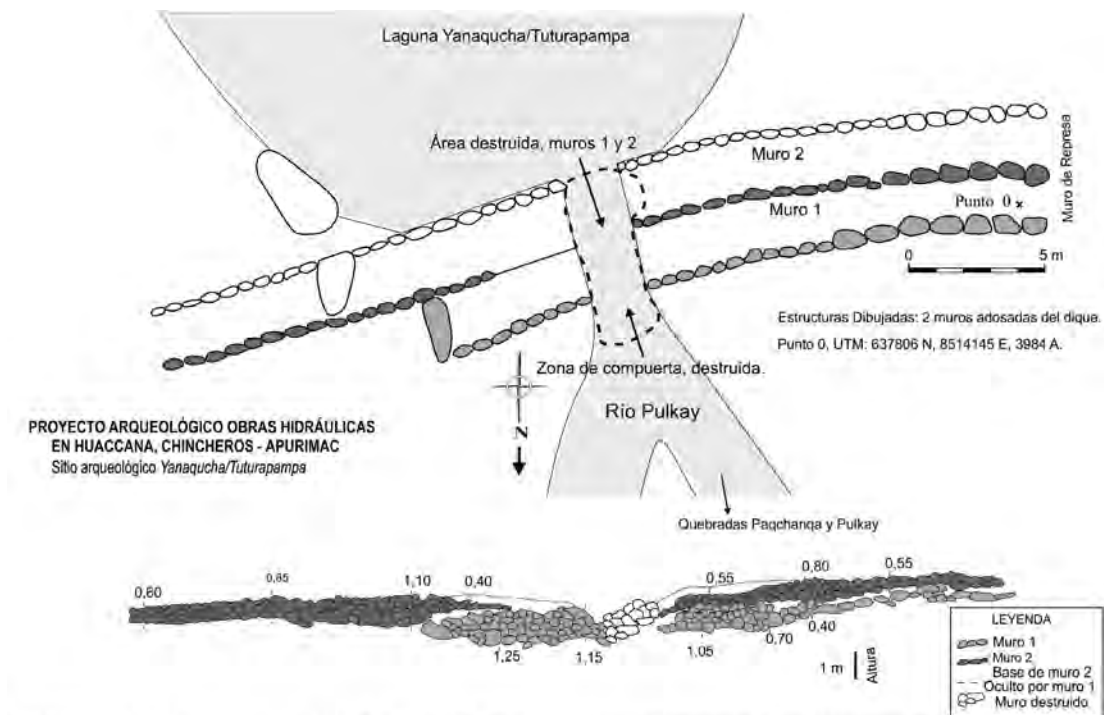 Laguna Yanaqucha/Tuturapampa
Área destruida, muros 1 y 2
Muro 2
Muro 1
Punto 0 x
Muro de Represa
0 5 m
Estructuras Dibujadas: 2 muros adosadas del dique.
Punto 0, UTM: 637806 N, 8514145 E, 3984 A.
Zona de compuerta, destruida.
Río Pulkay
N
PROYECTO ARQUEOLÓGICO OBRAS HIDRÁULICAS
EN HUACCANA, CHINCHEROS - APURIMAC
Sitio arqueológico Yanaqucha/Tuturapampa
Quebradas Paqchanqa y Pulkay
0,60
0,85
1,10
0,40
0,55
0,80
0,55
1,25
1,15
1,05
0,70
0,40
1 m
Altura
LEYENDA
Muro 1
Muro 2
Base de muro 2
Oculto por muro 1
Muro destruido